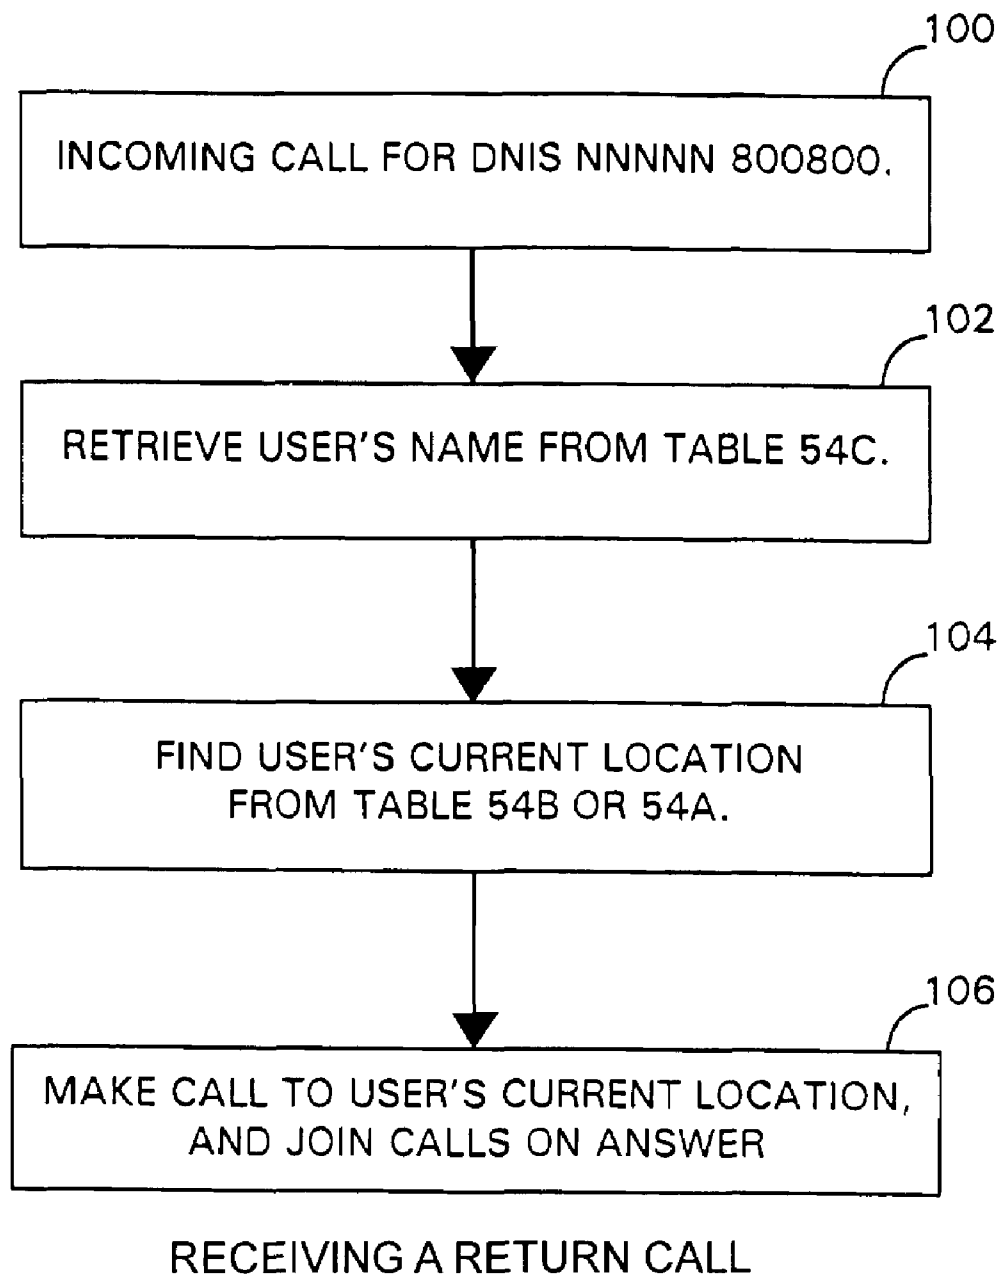 100
INCOMING CALL FOR DNIS NNNNN 800800.
102
RETRIEVE USER'S NAME FROM TABLE 54C.
104
FIND USER'S CURRENT LOCATION
FROM TABLE 54B OR 54A.
106
MAKE CALL TO USER'S CURRENT LOCATION,
AND JOIN CALLS ON ANSWER
RECEIVING A RETURN CALL